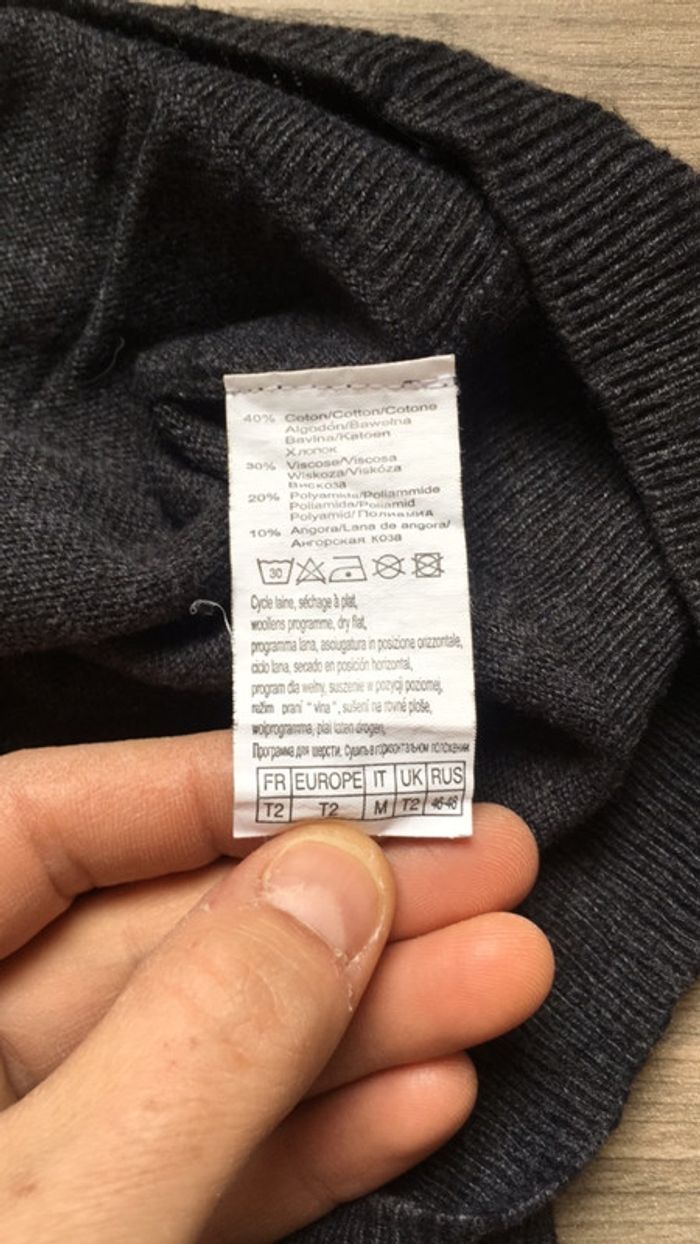 40% Coton/Cotton/Cotone
Algodón/Bawełna
Bavlna/Katoen
Хлопок
30% Viscose/Viscosa
Wiskoza/Viskóza
Вискоза
20% Polyamide/Poliammide
Poliamida/Poliamid
Polyamid/Полиамид
10% Angora/Lana de angora/
Ангорская коза
30
Cycle laine, séchage à plat,
woollens programme, dry flat,
programma lana, asciugatura in posizione orizzontale,
ciclo lana, secado en posición horizontal,
program dla wełny, suszenie w pozycji poziomej,
režim praní "vlna", sušení na rovné ploše,
wolprogramma, plat laten drogen,
Программа для шерсти, сушить в горизонтальном положении
FR EUROPE IT UK RUS
T2 T2 M T2 46-48